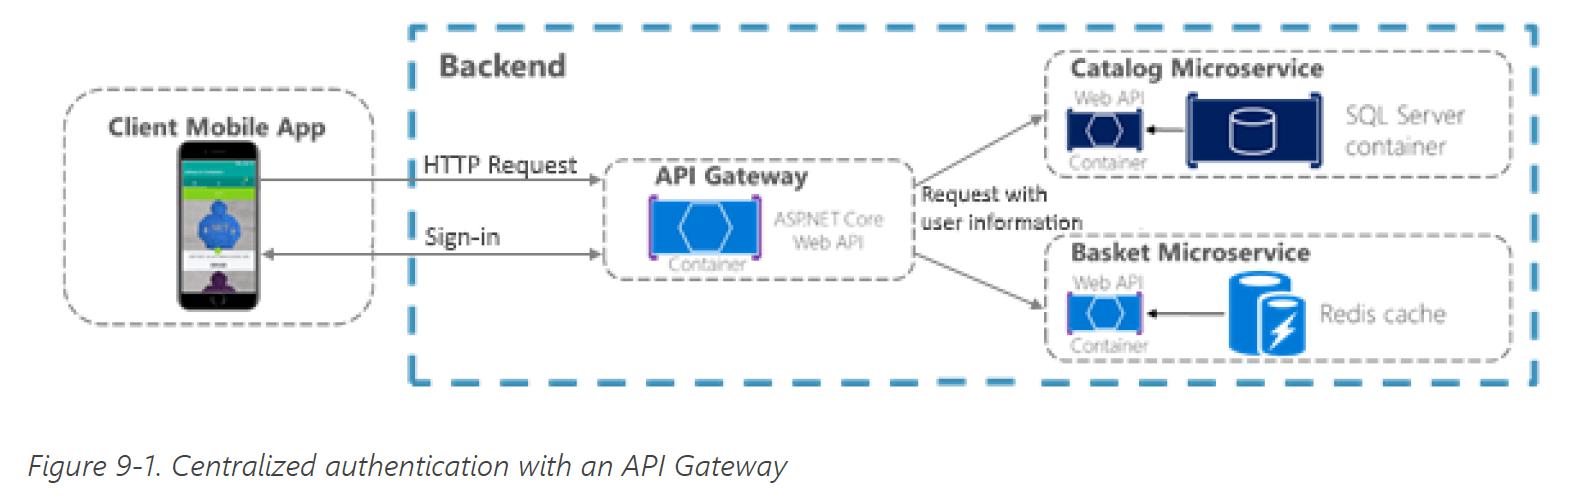 Backend
Client Mobile App
HTTP Request
Sign-in
API Gateway
ASP.NET Core
Web API
Container
Request with
user information
Catalog Microservice
Web API
Container
SQL Server
container
Basket Microservice
Web API
Container
Redis cache
Figure 9-1. Centralized authentication with an API Gateway